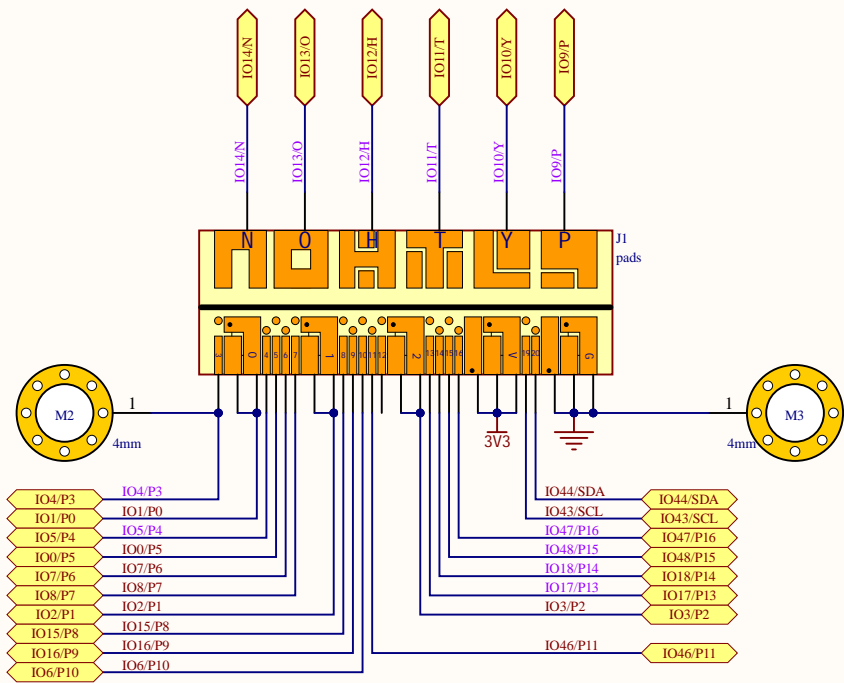 IO14/N IO13/O IO12/H IO11/T IO10/Y IO9/P
IO14/N IO13/O IO12/H IO11/T IO10/Y IO9/P
N O H T Y P
J1
pads
3 0 4 5 6 7 1 8 9 10 11 12 2 13 14 15 16 V 19 20 G
M2 1 1 M3
4mm 3V3 4mm
IO4/P3 IO4/P3 IO44/SDA IO44/SDA
IO1/P0 IO1/P0 IO43/SCL IO43/SCL
IO5/P4 IO5/P4 IO47/P16 IO47/P16
IO0/P5 IO0/P5 IO48/P15 IO48/P15
IO7/P6 IO7/P6 IO18/P14 IO18/P14
IO8/P7 IO8/P7 IO17/P13 IO17/P13
IO2/P1 IO2/P1 IO3/P2 IO3/P2
IO15/P8 IO15/P8
IO16/P9 IO16/P9 IO46/P11 IO46/P11
IO6/P10 IO6/P10